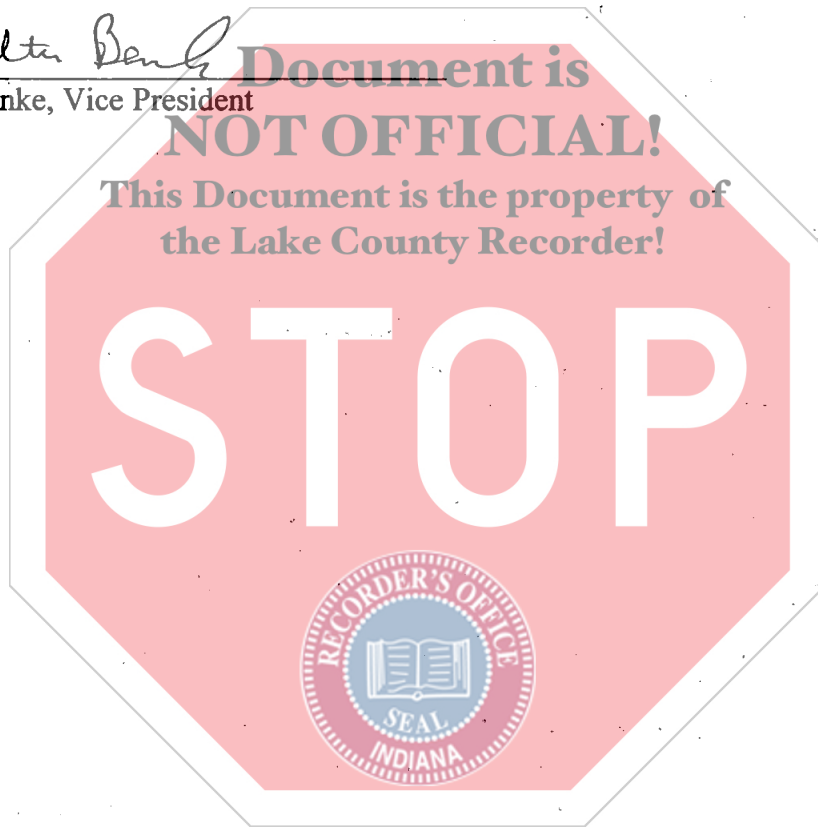 Document is
nke, Vice President
NOT OFFICIAL!
This Document is the property of
the Lake County Recorder!
STOP
RECORDER'S OFFICE
SEAL
INDIANA